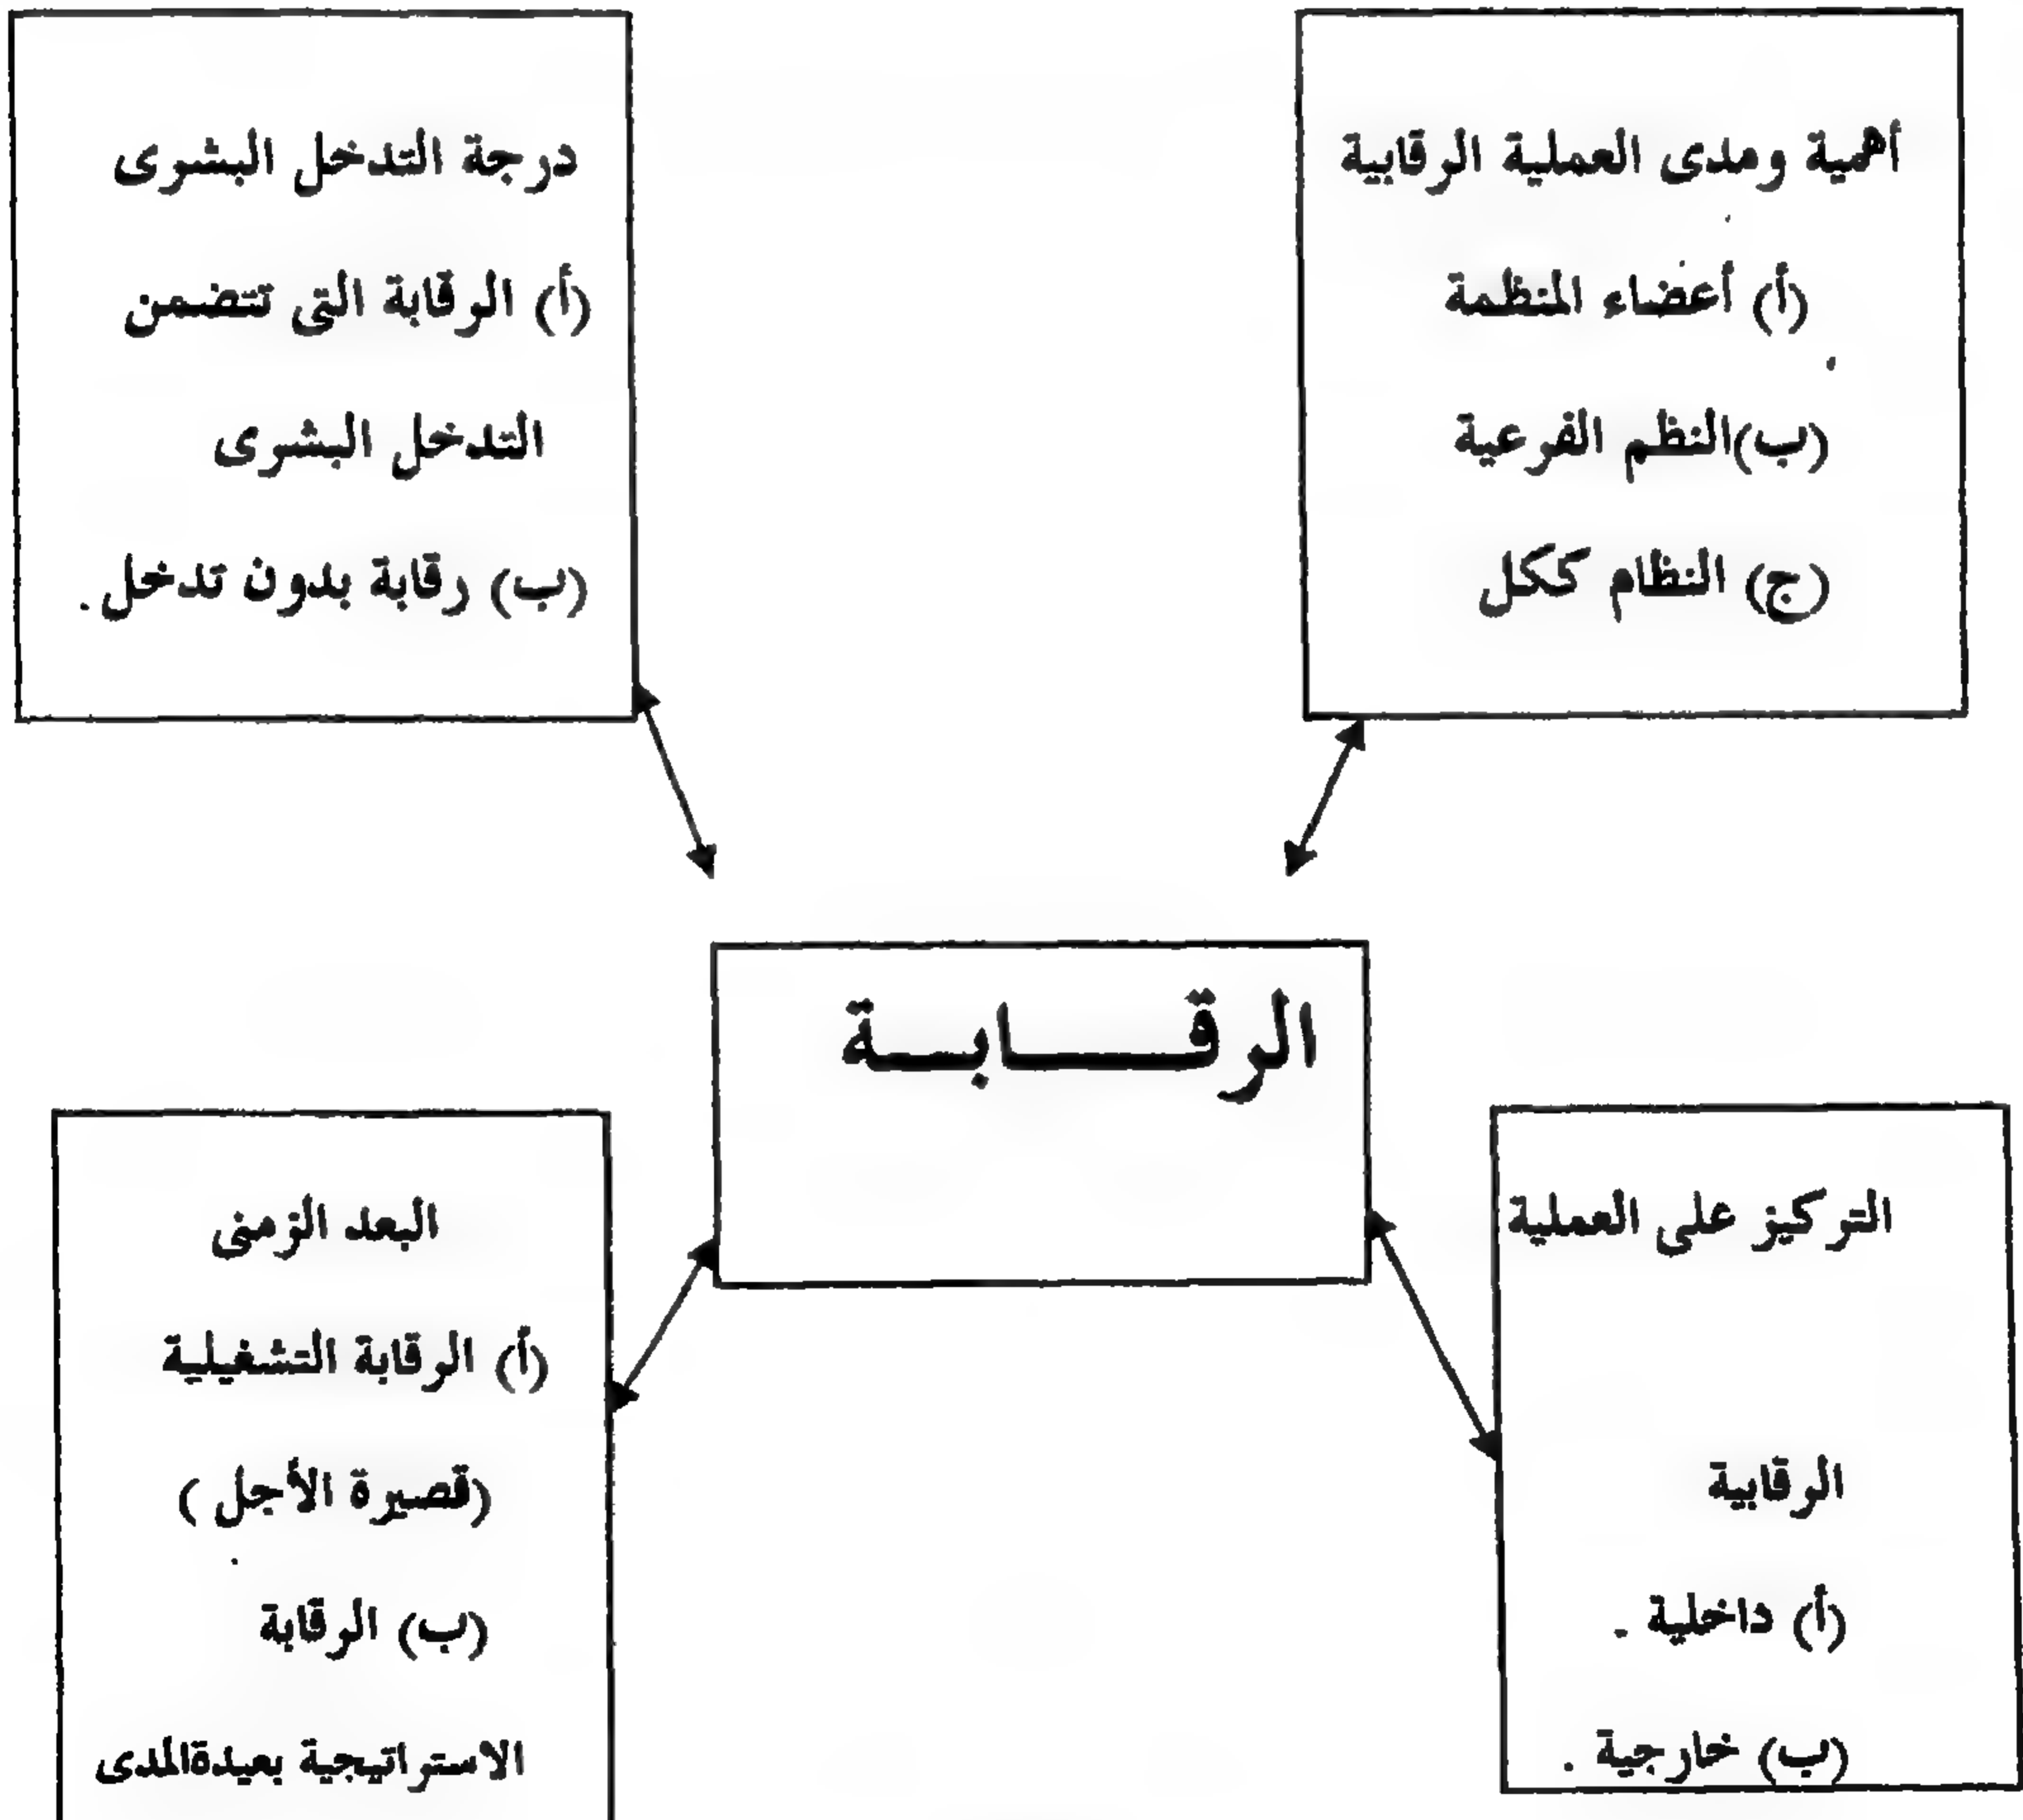 أهمية ومدى العملية الرقابية
(أ) أعضاء المنظمة
(ب)النظم الفرعية
(ج) النظام ككل
درجة التدخل البشرى
(أ) الرقابة التى تتضمن
التدخل البشرى
(ب) رقابة بدون تدخل.
الرقـــــابـــة
التركيز على العملية
الرقابية
(أ) داخلية .
(ب) خارجية .
البعد الزمنى
(أ) الرقابة التشغيلية
(قصيرة الأجل )
(ب) الرقابة
الاستراتيجية بعيدةالمدى